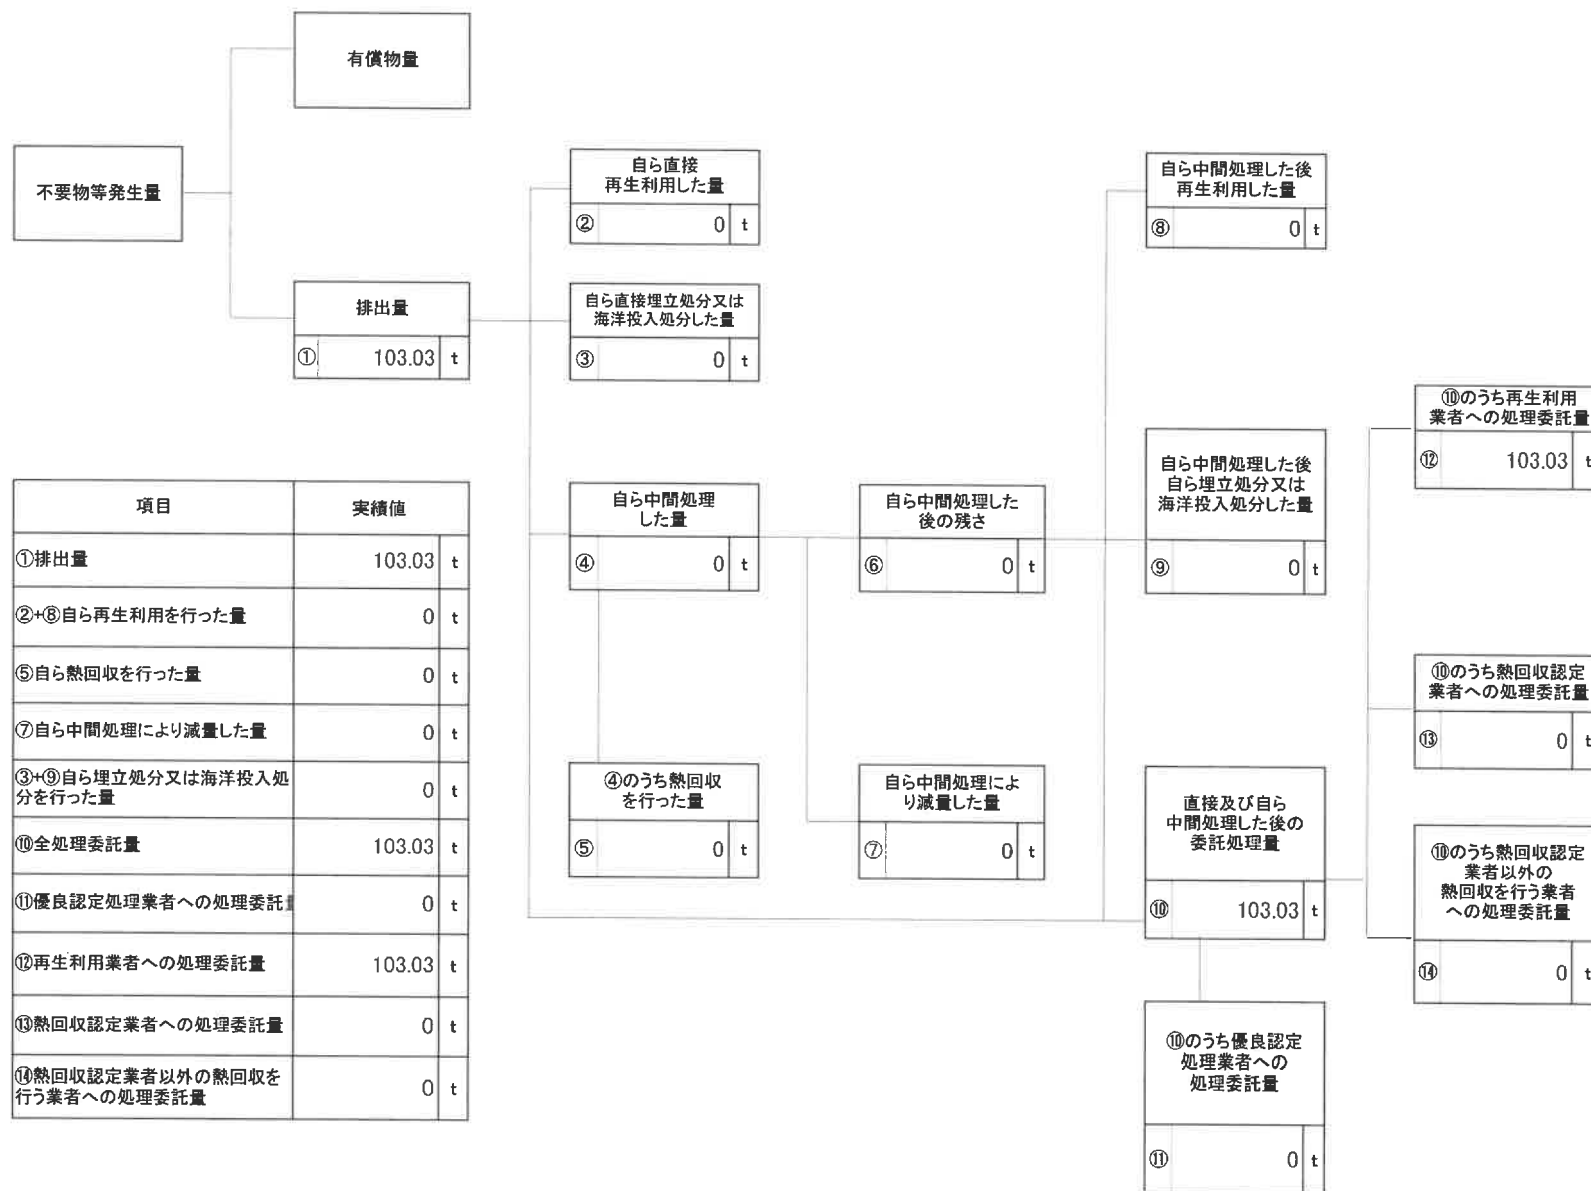 有償物量
不要物等発生量
排出量
① 103.03 t
自ら直接
再生利用した量
② 0 t
自ら直接埋立処分又は
海洋投入処分した量
③ 0 t
自ら中間処理
した量
④ 0 t
④のうち熱回収
を行った量
⑤ 0 t
自ら中間処理した
後の残さ
⑥ 0 t
自ら中間処理によ
り減量した量
⑦ 0 t
自ら中間処理した後
再生利用した量
⑧ 0 t
自ら中間処理した後
自ら埋立処分又は
海洋投入処分した量
⑨ 0 t
直接及び自ら
中間処理した後の
委託処理量
⑩ 103.03 t
⑩のうち優良認定
処理業者への
処理委託量
⑪ 0 t
⑩のうち再生利用
業者への処理委託量
⑫ 103.03 t
⑩のうち熱回収認定
業者への処理委託量
⑬ 0 t
⑩のうち熱回収認定
業者以外の
熱回収を行う業者
への処理委託量
⑭ 0 t
項目 実績値
①排出量 103.03 t
②+⑧自ら再生利用を行った量 0 t
⑤自ら熱回収を行った量 0 t
⑦自ら中間処理により減量した量 0 t
③+⑨自ら埋立処分又は海洋投入処
分を行った量 0 t
⑩全処理委託量 103.03 t
⑪優良認定処理業者への処理委託 0 t
⑫再生利用業者への処理委託量 103.03 t
⑬熱回収認定業者への処理委託量 0 t
⑭熱回収認定業者以外の熱回収を
行う業者への処理委託量 0 t